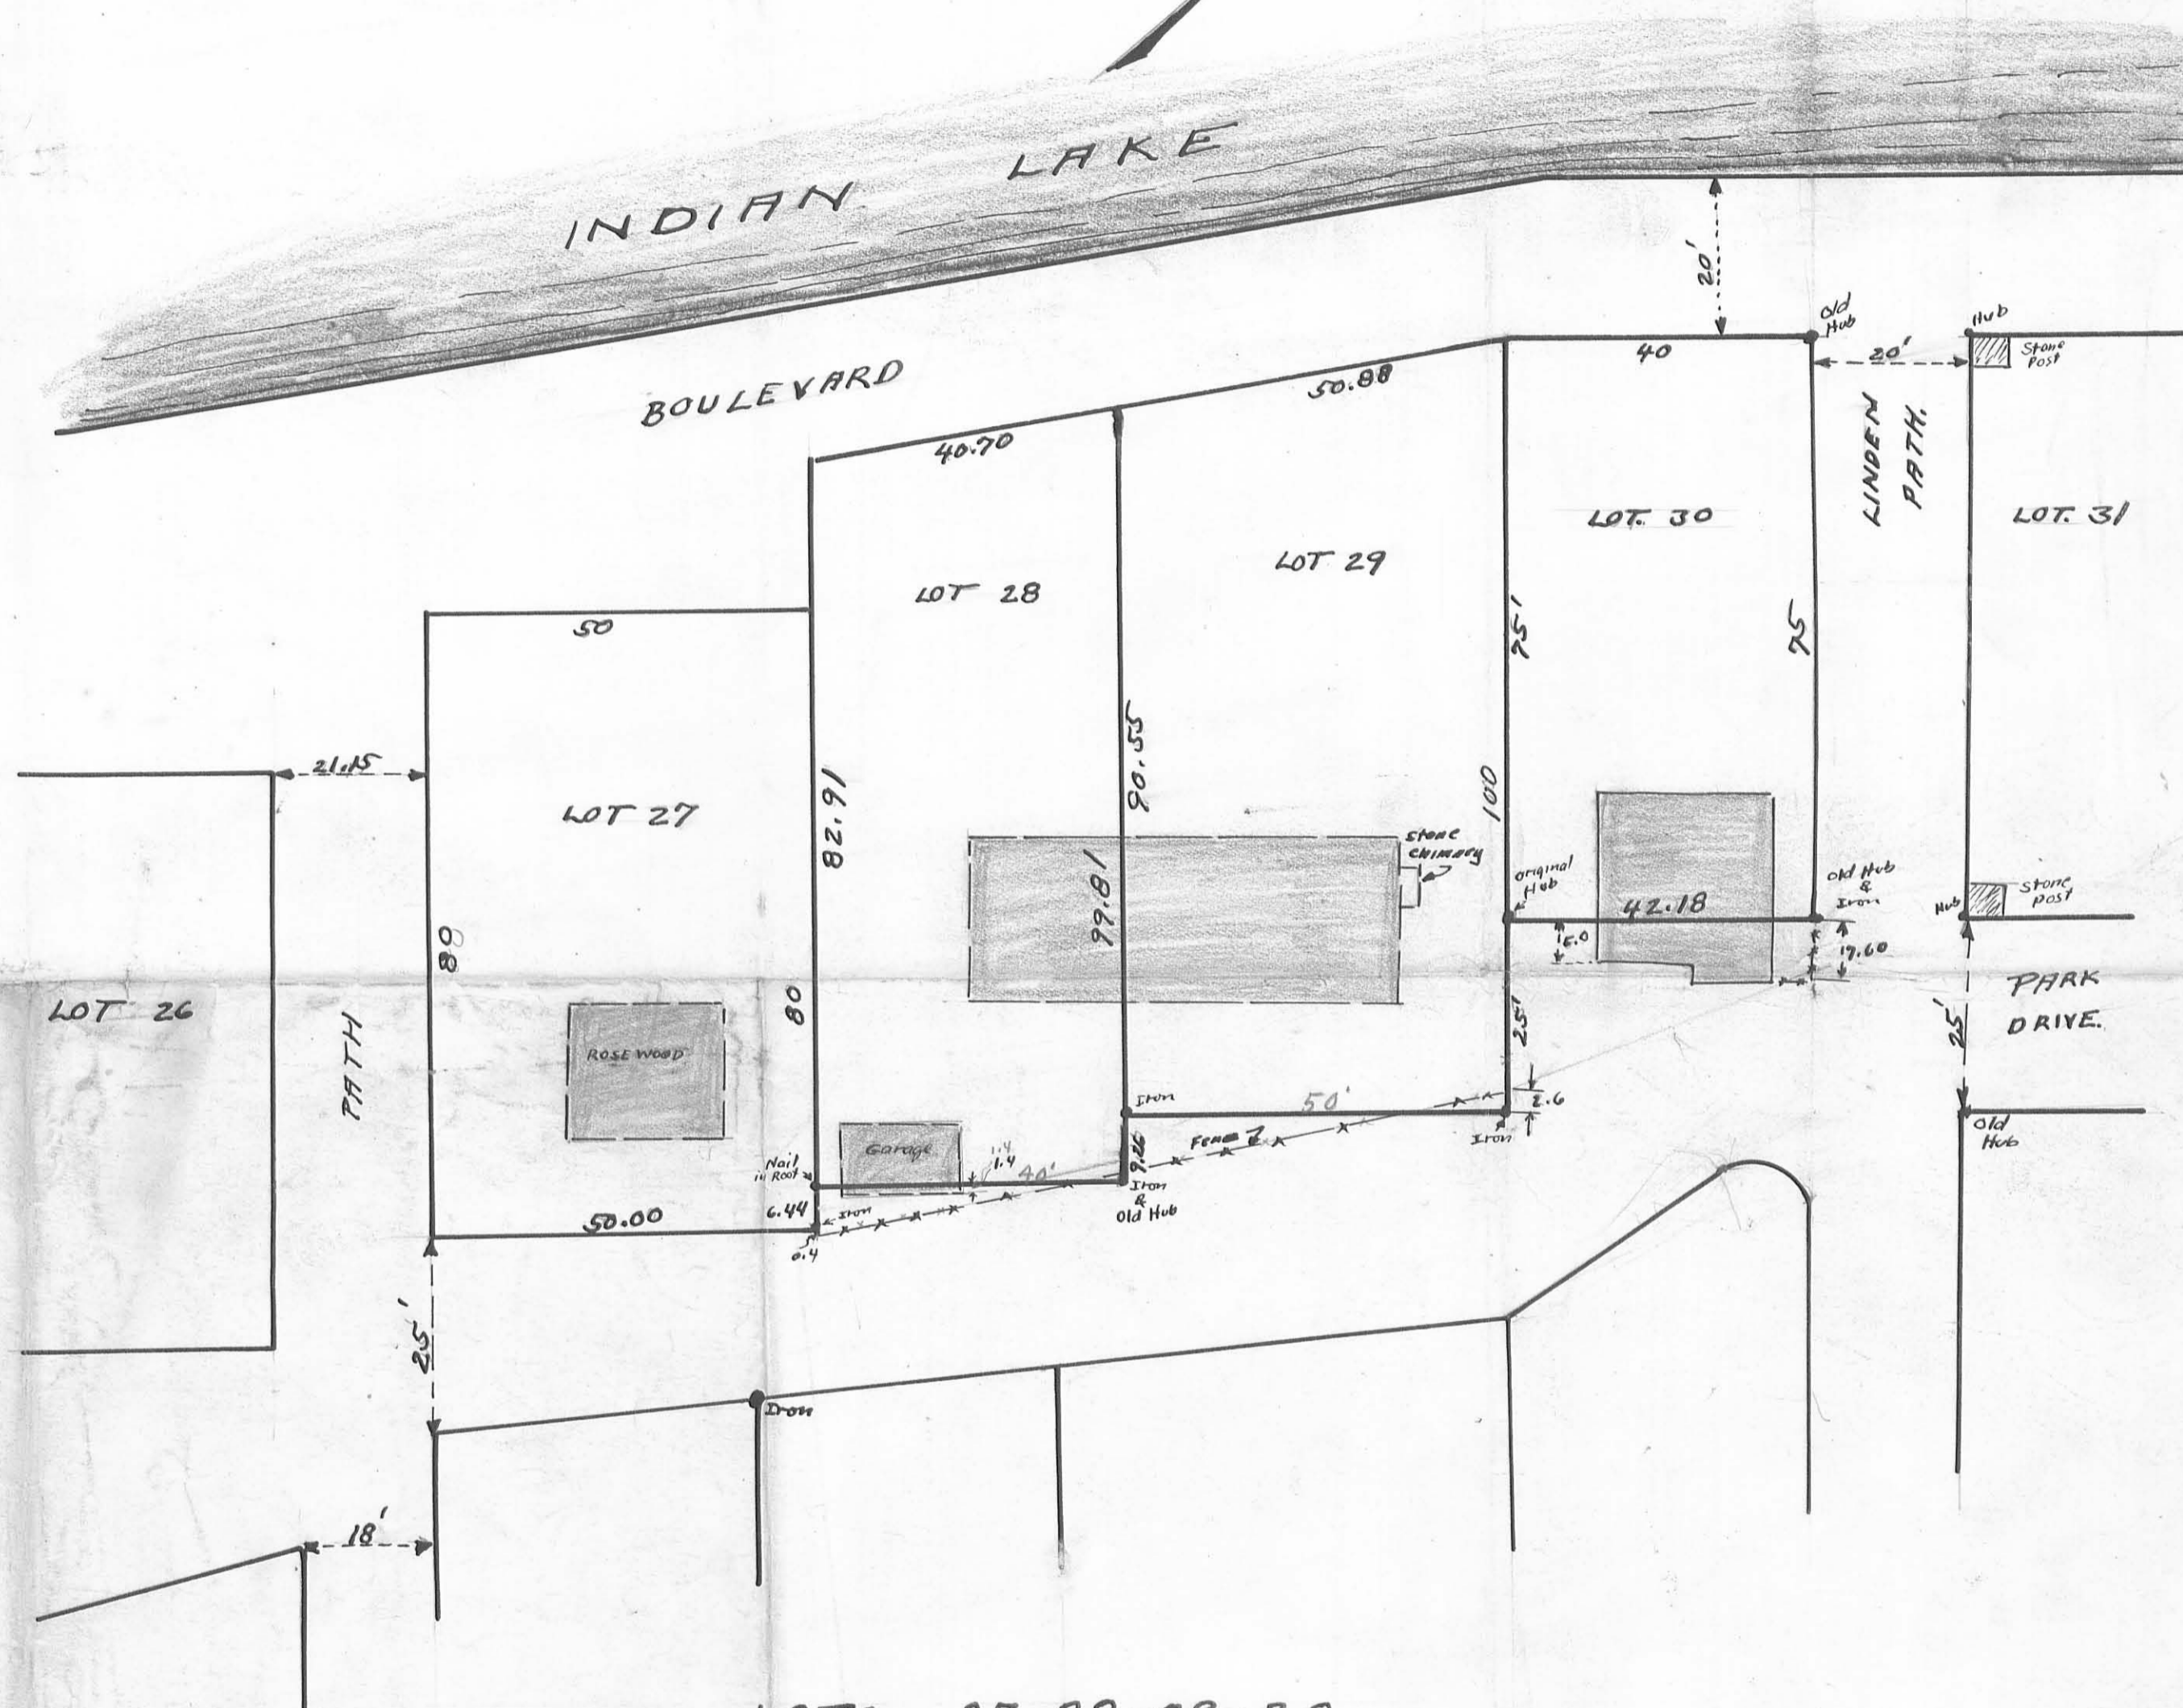 INDIAN LAKE
BOULEVARD
20'
Old
Hub
Hub
Stone
Post
40
20'
50.88
40.70
LINDEN
PATH.
LOT. 30
LOT. 31
LOT 29
LOT 28
50
75'
75
21.15
LOT 27
82.91
90.55
100
Stone
Chimney
99.81
Original
Hub
42.18
Old Hub
&
Iron
Hub
Stone
Post
80
LOT 26
PATH
ROSEWOOD
80
25'
17.60
25'
PARK
DRIVE.
Iron
50'
2.6
Iron
Old
Hub
Garage
Nail
in Root
1.4
1.4
40'
9.26
Fence
Iron
&
Old Hub
50.00
6.44
Iron
0.4
25'
Iron
18'